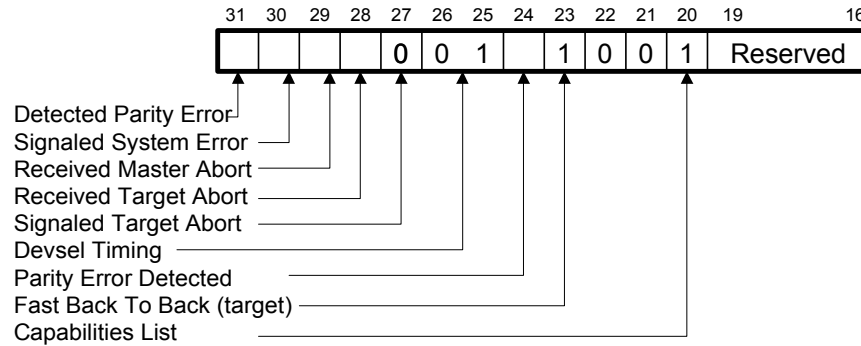 31 30 29 28 27 26 25 24 23 22 21 20 19 16
0 0 1 1 0 0 1 Reserved
Detected Parity Error
Signaled System Error
Received Master Abort
Received Target Abort
Signaled Target Abort
Devsel Timing
Parity Error Detected
Fast Back To Back (target)
Capabilities List